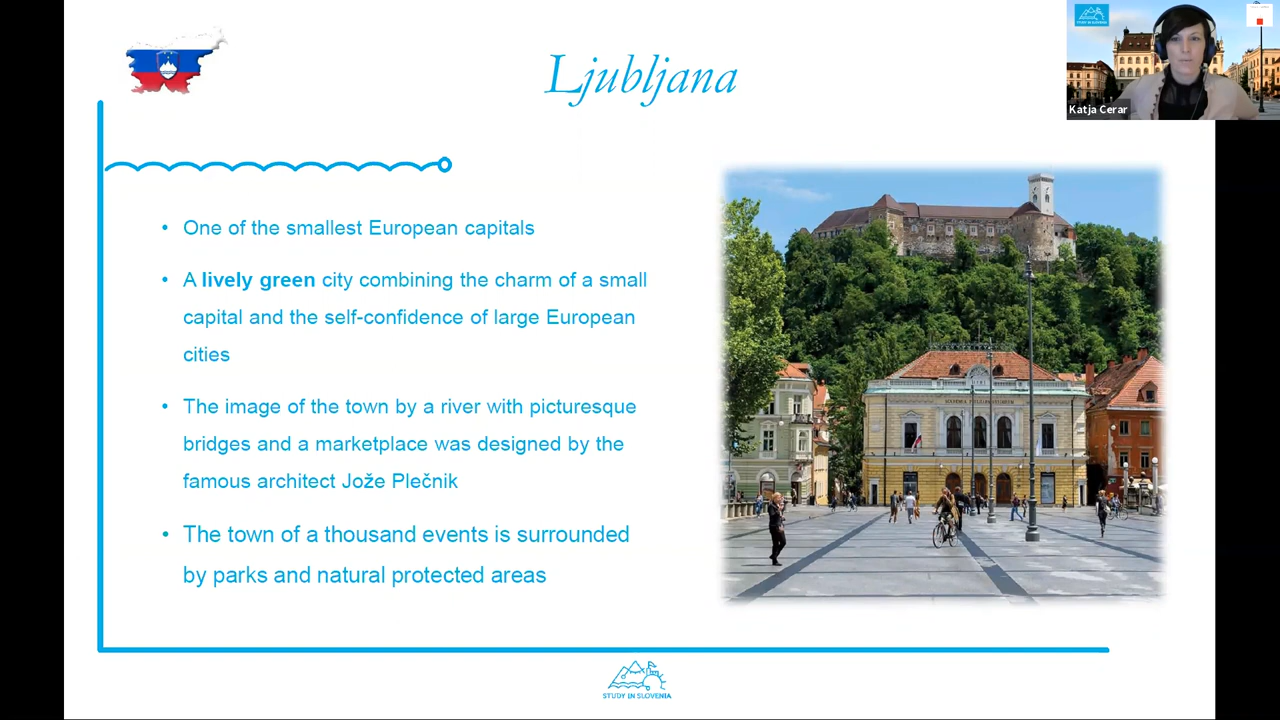 Ljubljana
STUDY IN SLOVENIA
Katja Cerar
• One of the smallest European capitals
• A lively green city combining the charm of a small
capital and the self-confidence of large European
cities
• The image of the town by a river with picturesque
bridges and a marketplace was designed by the
famous architect Jože Plečnik
• The town of a thousand events is surrounded
by parks and natural protected areas
STUDY IN SLOVENIA